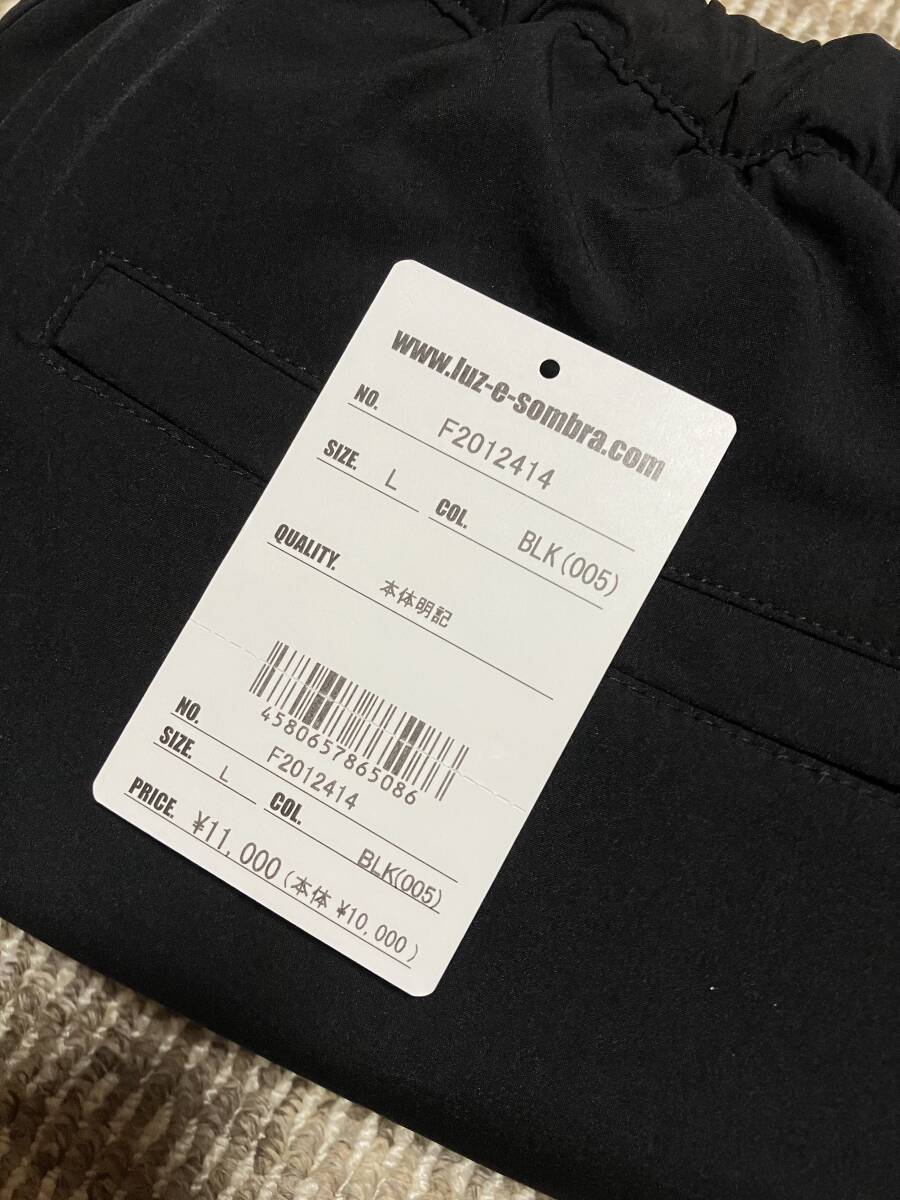 www.luz-e-sombra.com
NO. F2012414
SIZE. L COL. BLK(005)
QUALITY.
本体明記
4580657865086
NO. F2012414
SIZE. L COL. BLK(005)
PRICE. ¥11,000(本体 ¥10,000)